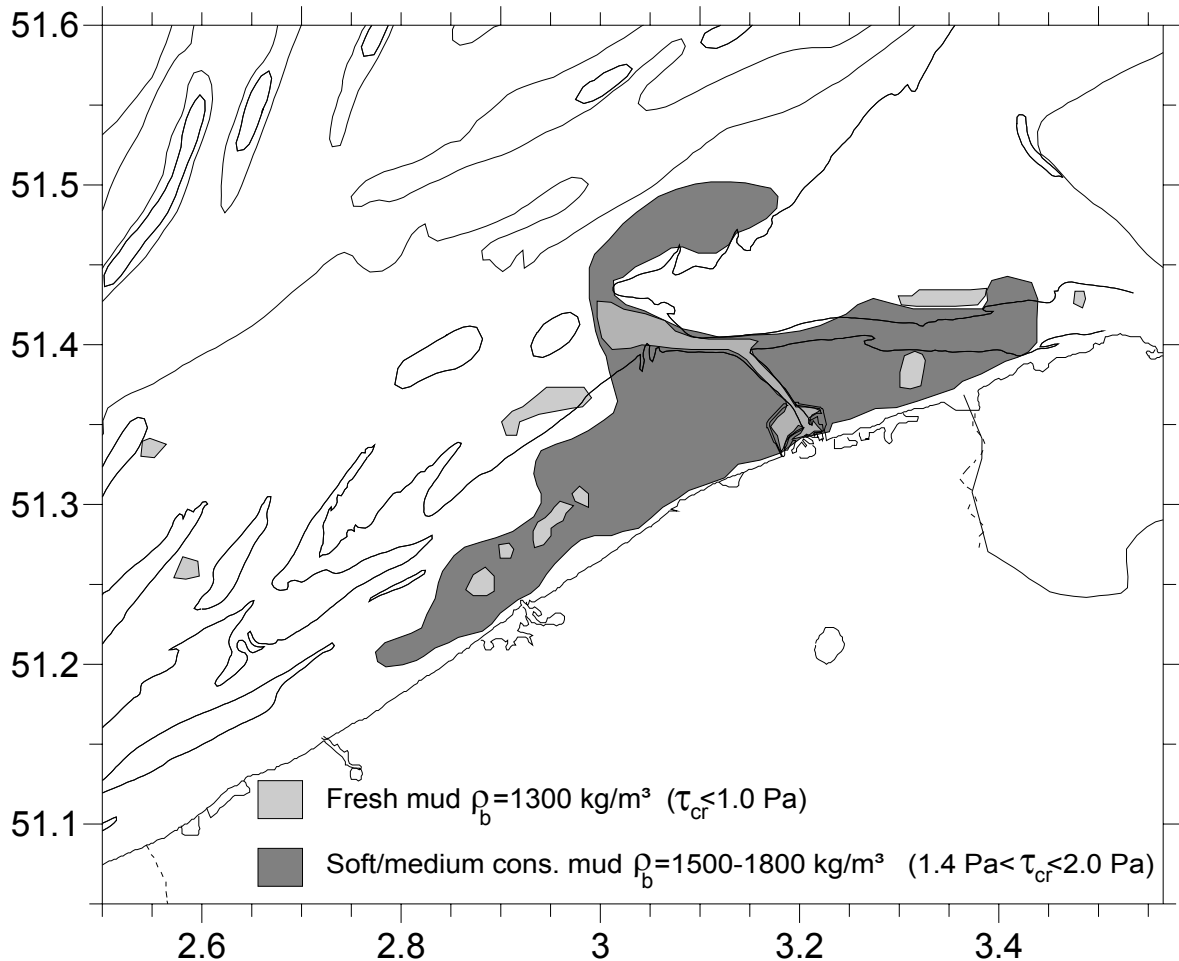 51.6
51.5
51.4
51.3
51.2
51.1
Fresh mud ρb=1300 kg/m³ (τcr<1.0 Pa)
Soft/medium cons. mud ρb=1500-1800 kg/m³ (1.4 Pa< τcr<2.0 Pa)
2.6 2.8 3 3.2 3.4